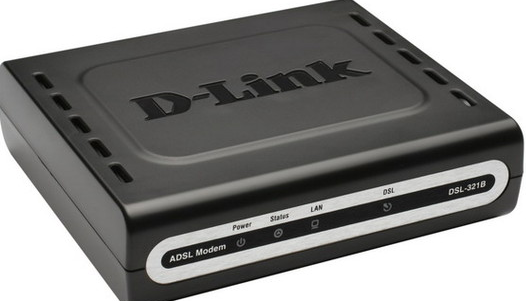 D-Link
Power Status LAN DSL
ADSL Modem DSL-321B